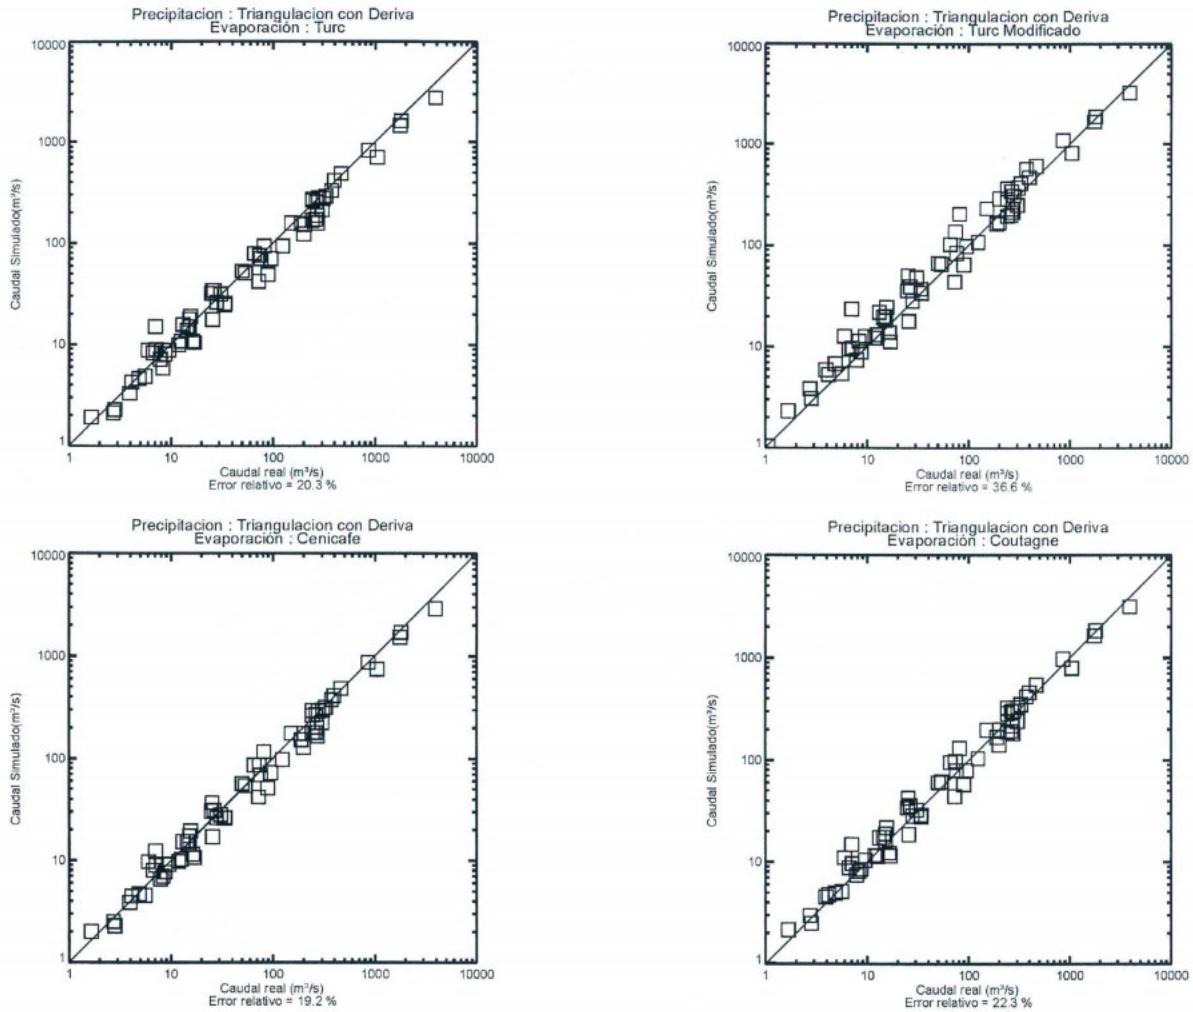 Precipitacion : Triangulacion con Deriva
Evaporación : Turc
10000
1000
100
10
1
Caudal Simulado(m³/s)
1
10
100
1000
10000
Caudal real (m³/s)
Error relativo = 20.3 %
Precipitacion : Triangulacion con Deriva
Evaporación : Turc Modificado
10000
1000
100
10
1
Caudal Simulado(m³/s)
1
10
100
1000
10000
Caudal real (m³/s)
Error relativo = 36.6 %
Precipitacion : Triangulacion con Deriva
Evaporación : Cenicafe
10000
1000
100
10
1
Caudal Simulado(m³/s)
1
10
100
1000
10000
Caudal real (m³/s)
Error relativo = 19.2 %
Precipitacion : Triangulacion con Deriva
Evaporación : Coutagne
10000
1000
100
10
1
Caudal Simulado(m³/s)
1
10
100
1000
10000
Caudal real (m³/s)
Error relativo = 22.3 %